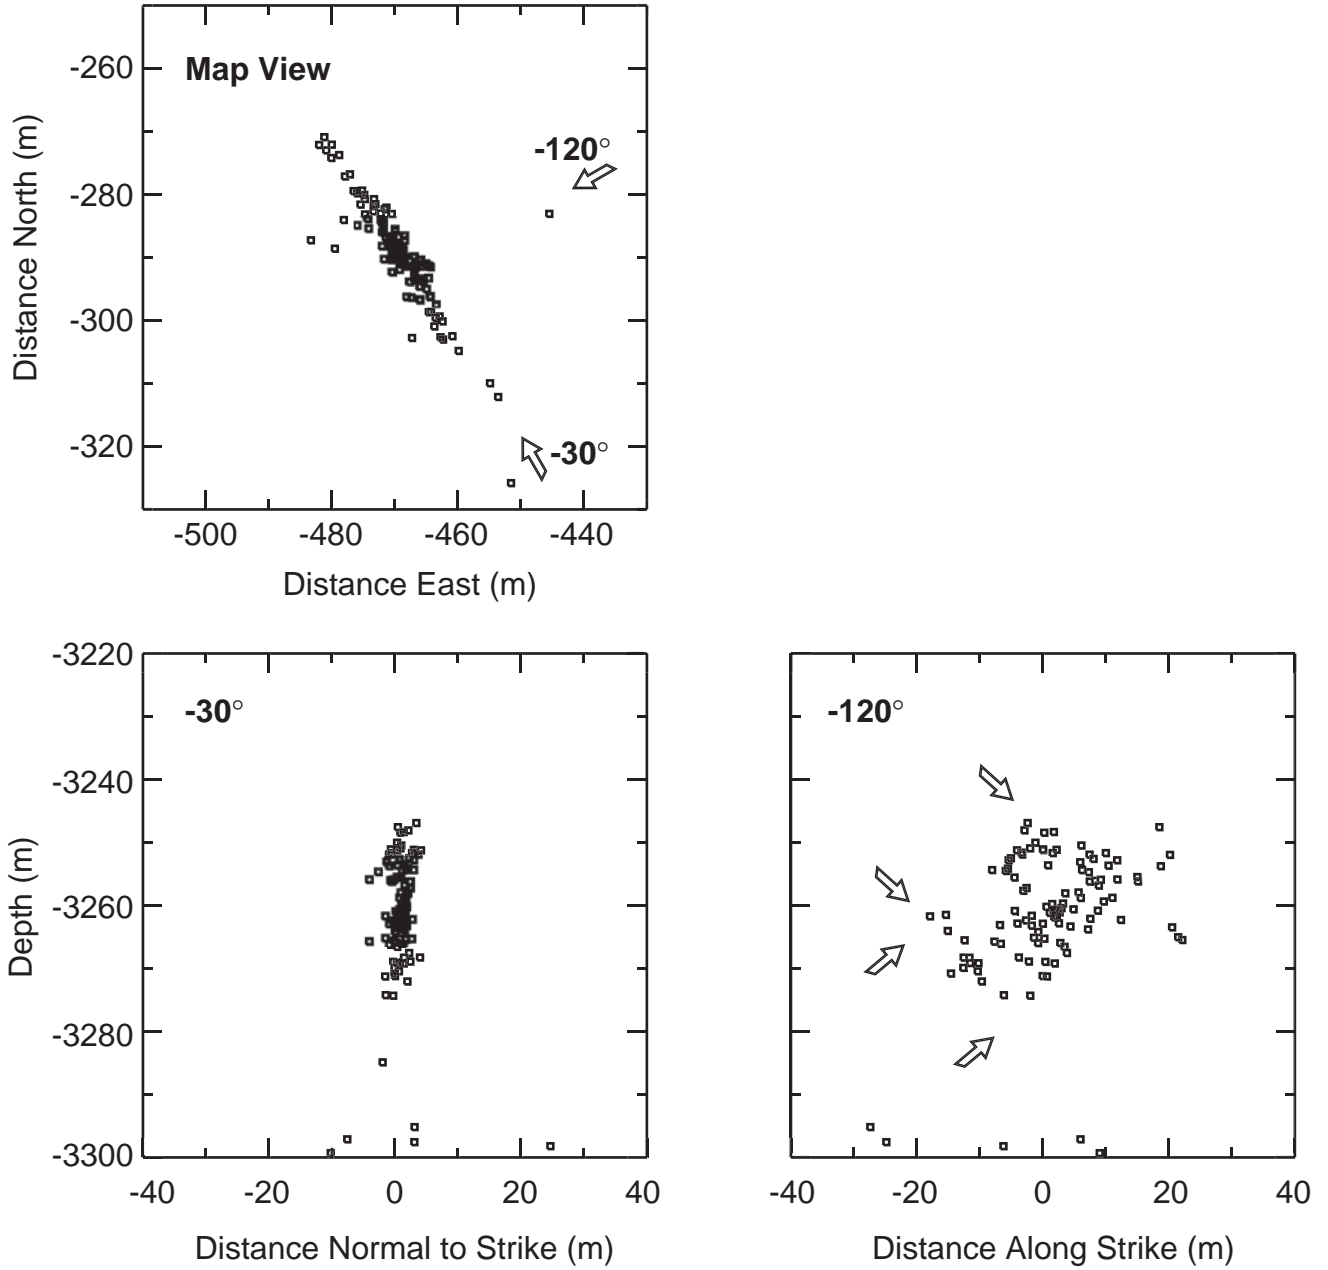 Map View
-260
-280
-300
-320
Distance North (m)
-120°
-30°
-500 -480 -460 -440
Distance East (m)
-3220
-3240
-3260
-3280
-3300
Depth (m)
-30°
-40 -20 0 20 40
Distance Normal to Strike (m)
-120°
-40 -20 0 20 40
Distance Along Strike (m)